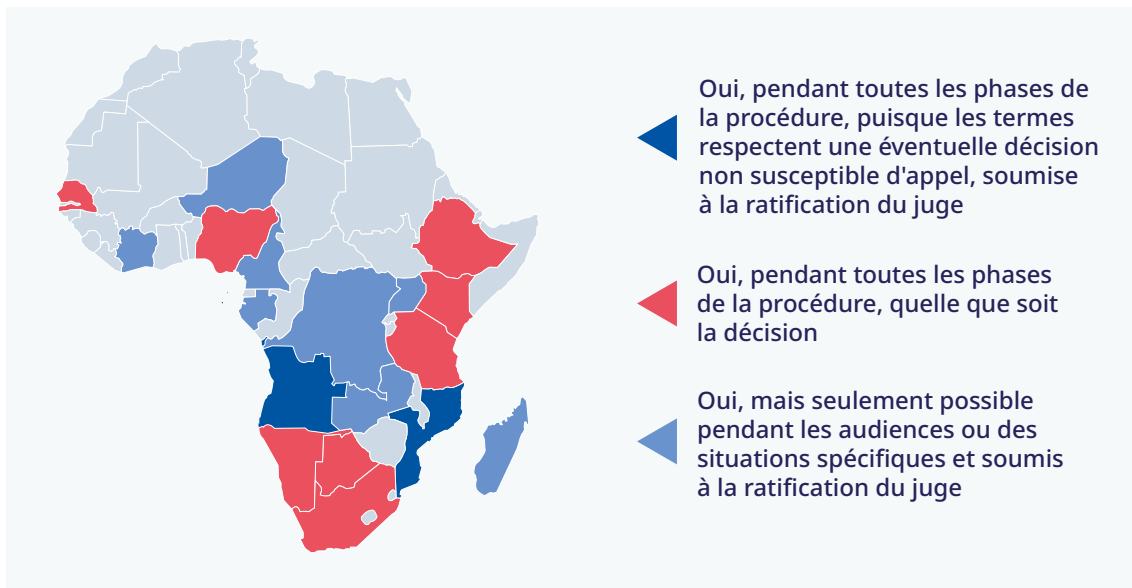 Oui, pendant toutes les phases de
la procédure, puisque les termes
respectent une éventuelle décision
non susceptible d'appel, soumise
à la ratification du juge
Oui, pendant toutes les phases
de la procédure, quelle que soit
la décision
Oui, mais seulement possible
pendant les audiences ou des
situations spécifiques et soumis
à la ratification du juge